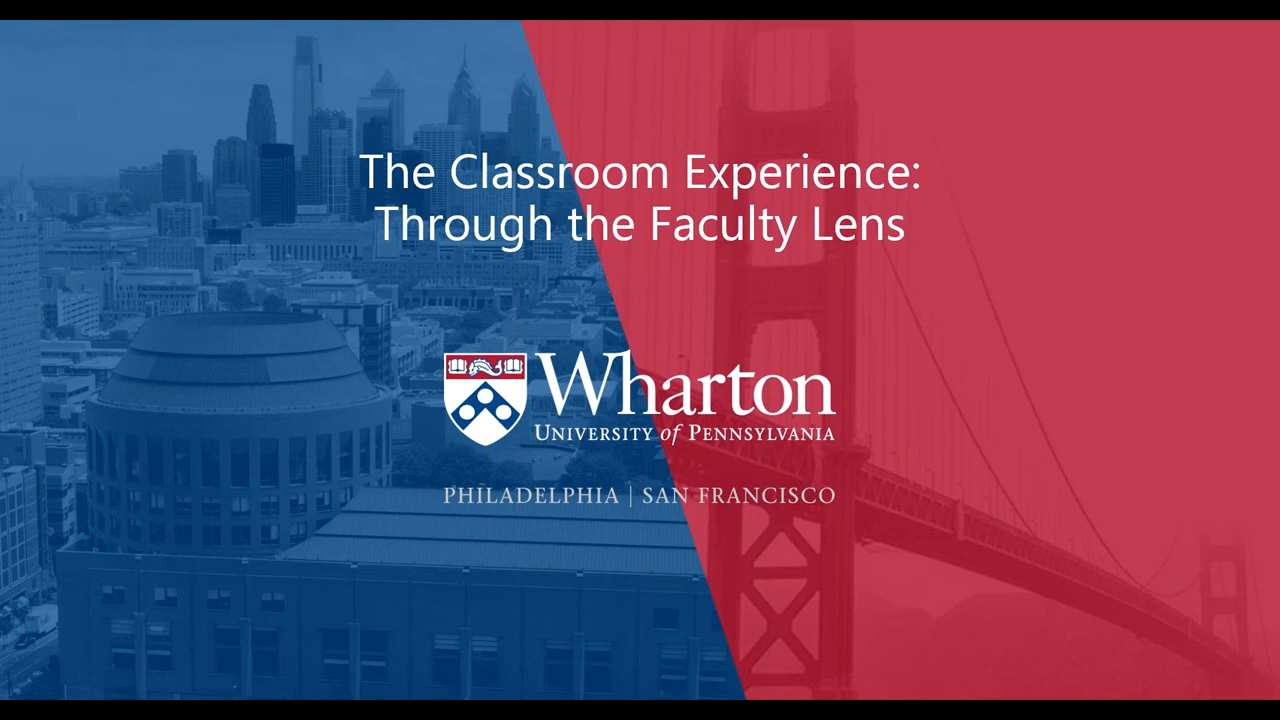 The Classroom Experience:
Through the Faculty Lens
Wharton
UNIVERSITY of PENNSYLVANIA
PHILADELPHIA | SAN FRANCISCO